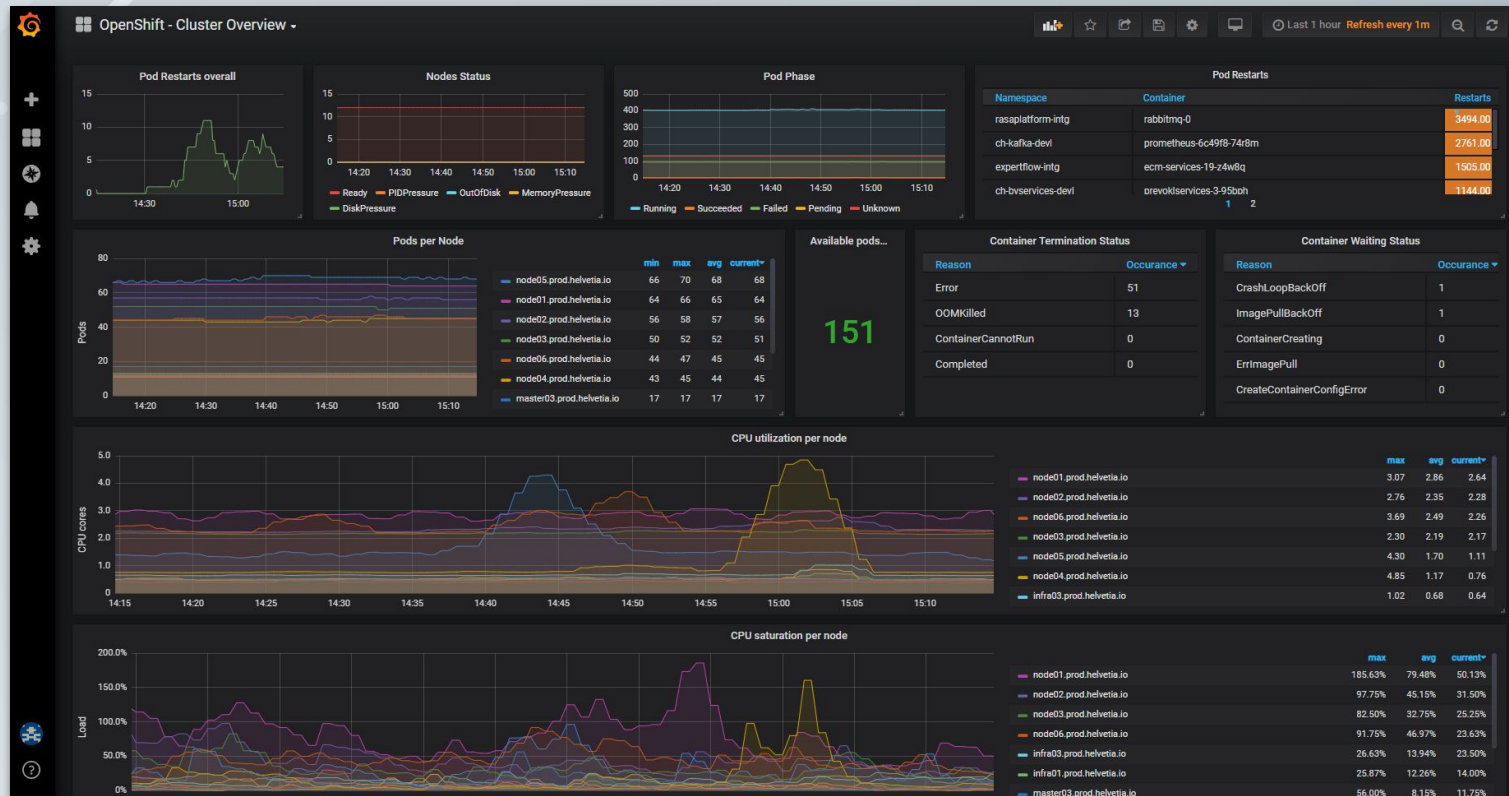 OpenShift - Cluster Overview
Last 1 hour Refresh every 1m
Pod Restarts overall
15
10
5
0
14:30 15:00
Nodes Status
15
10
5
0
14:20 14:30 14:40 14:50 15:00 15:10
Ready PIDPressure OutOfDisk MemoryPressure
DiskPressure
Pod Phase
500
400
300
200
100
0
14:20 14:30 14:40 14:50 15:00 15:10
Running Succeeded Failed Pending Unknown
Pod Restarts
Namespace Container Restarts
rasaplatform-intg rabbitmq-0 3494.00
ch-kafka-devl prometheus-6c49f8-74r8m 2761.00
expertflow-intg ecm-services-19-z4w8q 1505.00
ch-bvservices-devl prevoklservices-3-95bph 1144.00
1 2
Pods per Node
Pods
80
60
40
20
0
14:20 14:30 14:40 14:50 15:00 15:10
min max avg current
node05.prod.helvetia.io 66 70 68 68
node01.prod.helvetia.io 64 66 65 64
node02.prod.helvetia.io 56 58 57 56
node03.prod.helvetia.io 50 52 52 51
node06.prod.helvetia.io 44 47 45 45
node04.prod.helvetia.io 43 45 44 45
master03.prod.helvetia.io 17 17 17 17
Available pods...
151
Container Termination Status
Reason Occurance
Error 51
OOMKilled 13
ContainerCannotRun 0
Completed 0
Container Waiting Status
Reason Occurance
CrashLoopBackOff 1
ImagePullBackOff 1
ContainerCreating 0
ErrImagePull 0
CreateContainerConfigError 0
CPU utilization per node
CPU cores
5.0
4.0
3.0
2.0
1.0
0
14:15 14:20 14:25 14:30 14:35 14:40 14:45 14:50 14:55 15:00 15:05 15:10
max avg current
node01.prod.helvetia.io 3.07 2.86 2.64
node02.prod.helvetia.io 2.76 2.35 2.28
node06.prod.helvetia.io 3.69 2.49 2.26
node03.prod.helvetia.io 2.30 2.19 2.17
node05.prod.helvetia.io 4.30 1.70 1.11
node04.prod.helvetia.io 4.85 1.17 0.76
infra03.prod.helvetia.io 1.02 0.68 0.64
CPU saturation per node
Load
200.0%
150.0%
100.0%
50.0%
0%
max avg current
node01.prod.helvetia.io 185.63% 79.48% 50.13%
node02.prod.helvetia.io 97.75% 45.15% 31.50%
node03.prod.helvetia.io 82.50% 32.75% 25.25%
node06.prod.helvetia.io 91.75% 46.97% 23.63%
infra03.prod.helvetia.io 26.63% 13.94% 23.50%
infra01.prod.helvetia.io 25.87% 12.26% 14.00%
master03.prod.helvetia.io 56.00% 8.15% 11.75%